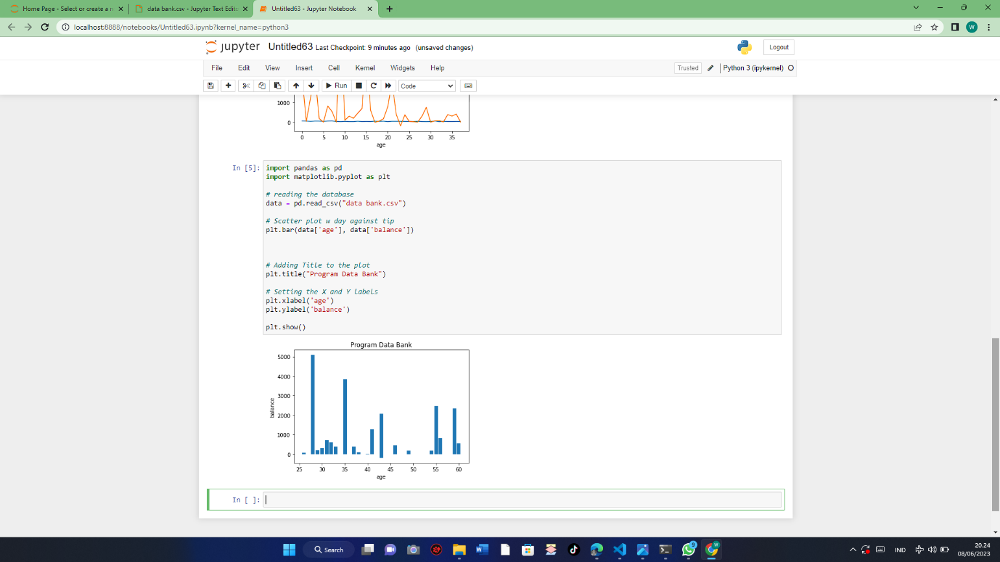 Home Page - Select or create a n
data bank.csv - Jupyter Text Edito
Untitled63 - Jupyter Notebook
localhost:8888/notebooks/Untitled63.ipynb?kernel_name=python3
W
jupyter Untitled63 Last Checkpoint: 9 minutes ago (unsaved changes)
Logout
File Edit View Insert Cell Kernel Widgets Help
Trusted
Python 3 (ipykernel)
Run
Code
1000
0
0 5 10 15 20 25 30 35
age
In [5]:
import pandas as pd
import matplotlib.pyplot as plt
# reading the database
data = pd.read_csv("data bank.csv")
# Scatter plot w day against tip
plt.bar(data['age'], data['balance'])
# Adding Title to the plot
plt.title("Program Data Bank")
# Setting the X and Y labels
plt.xlabel('age')
plt.ylabel('balance')
plt.show()
Program Data Bank
5000
4000
3000
2000
1000
0
balance
25 30 35 40 45 50 55 60
age
In [ ]:
Search
9
W
IND
20.24
08/06/2023